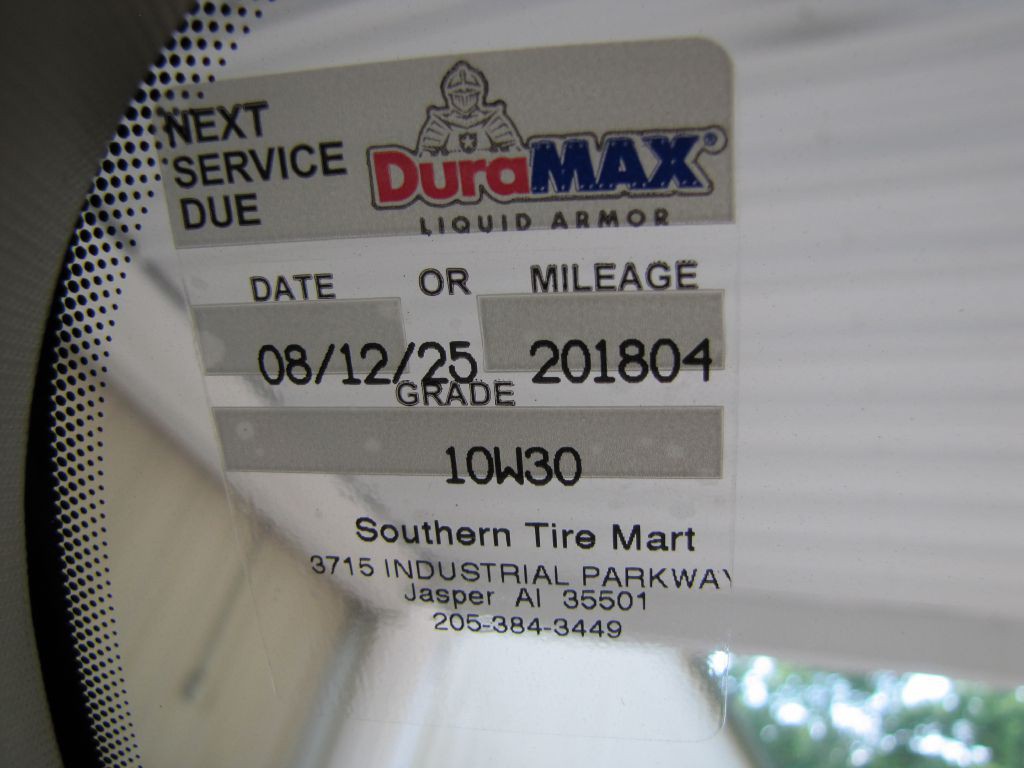 NEXT
SERVICE
DUE
DuraMAX®
LIQUID ARMOR
DATE OR MILEAGE
08/12/25 201804
GRADE
10W30
Southern Tire Mart
3715 INDUSTRIAL PARKWAY
Jasper Al 35501
205-384-3449